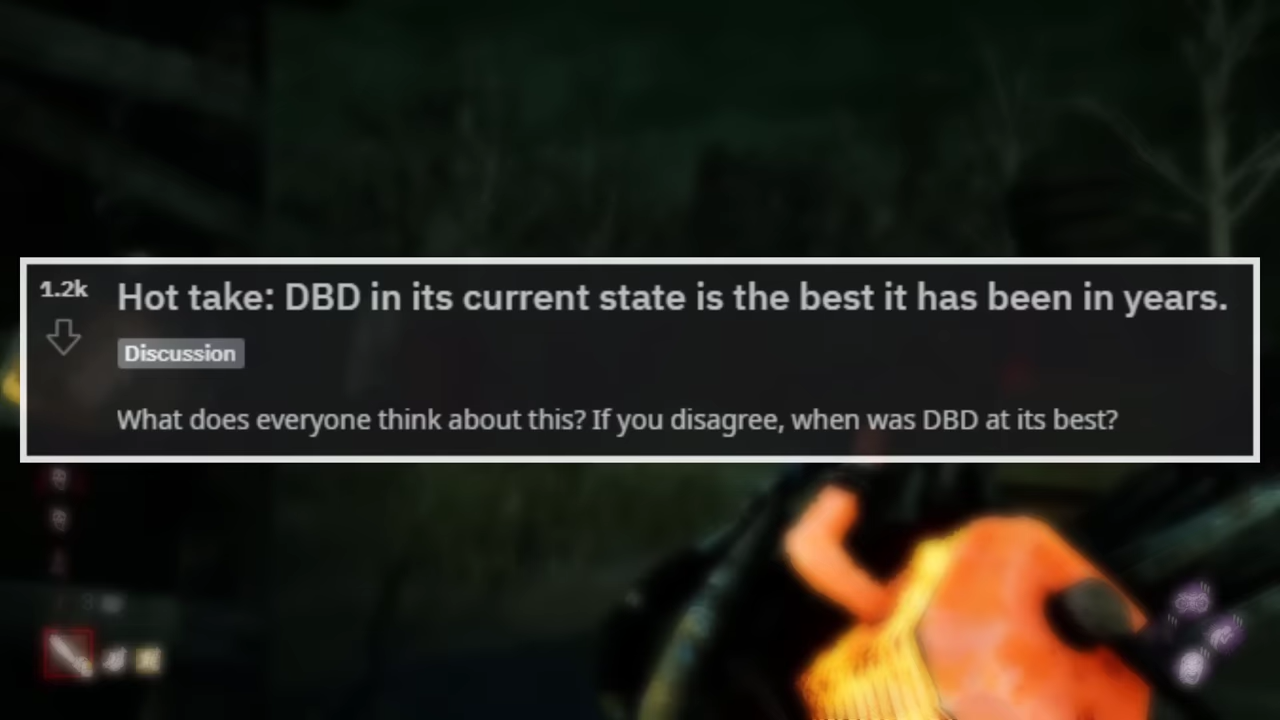 1.2k
Hot take: DBD in its current state is the best it has been in years.
Discussion
What does everyone think about this? If you disagree, when was DBD at its best?